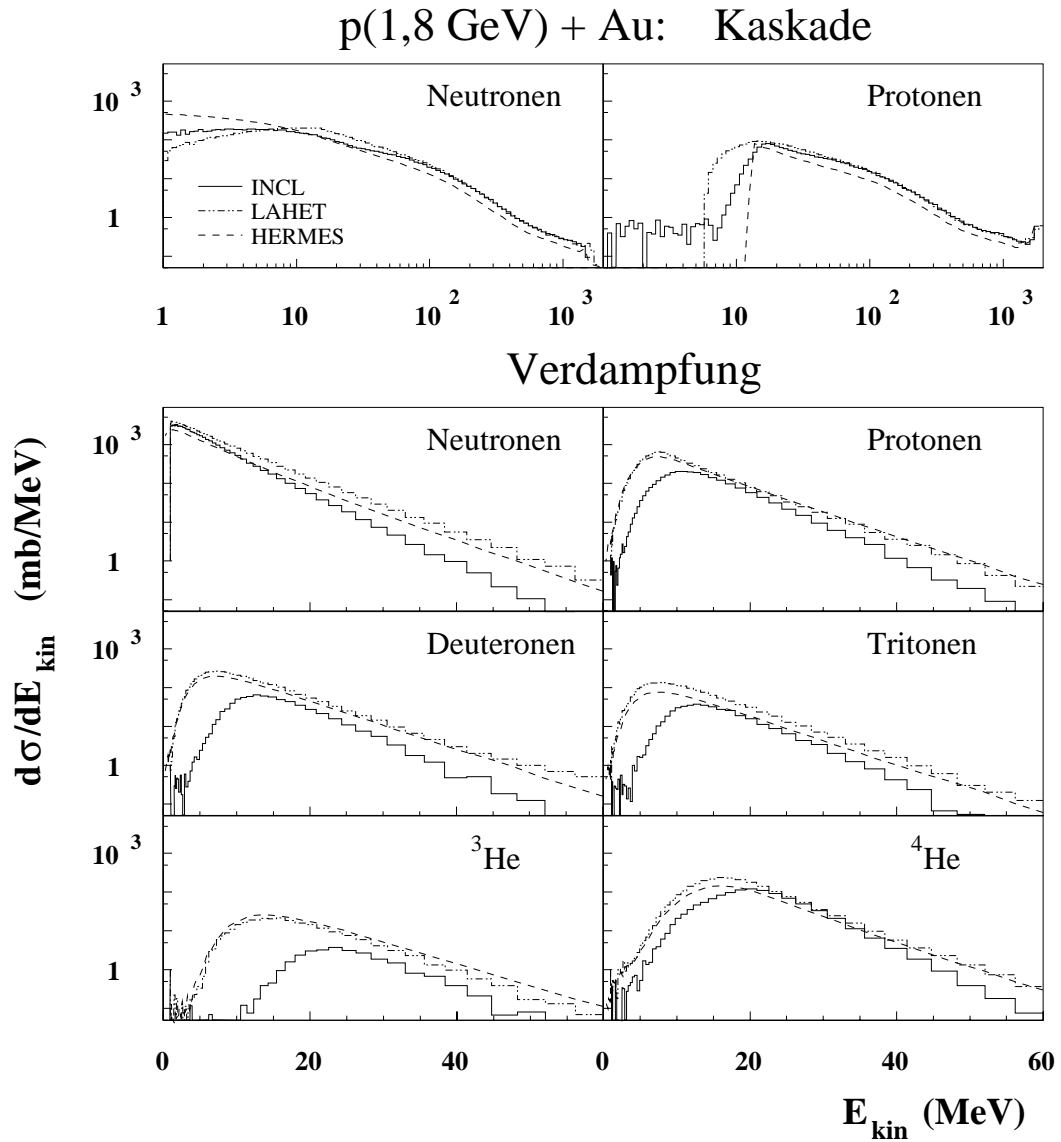 p(1,8 GeV) + Au: Kaskade
10^3
Neutronen
Protonen
INCL
LAHET
HERMES
1
1 10 10^2 10^3 10 10^2 10^3
Verdampfung
10^3
Neutronen
Protonen
1
10^3
Deuteronen
Tritonen
1
10^3
^3He
^4He
1
0 20 40 0 20 40 60
dσ/dE_kin (mb/MeV)
E_kin (MeV)